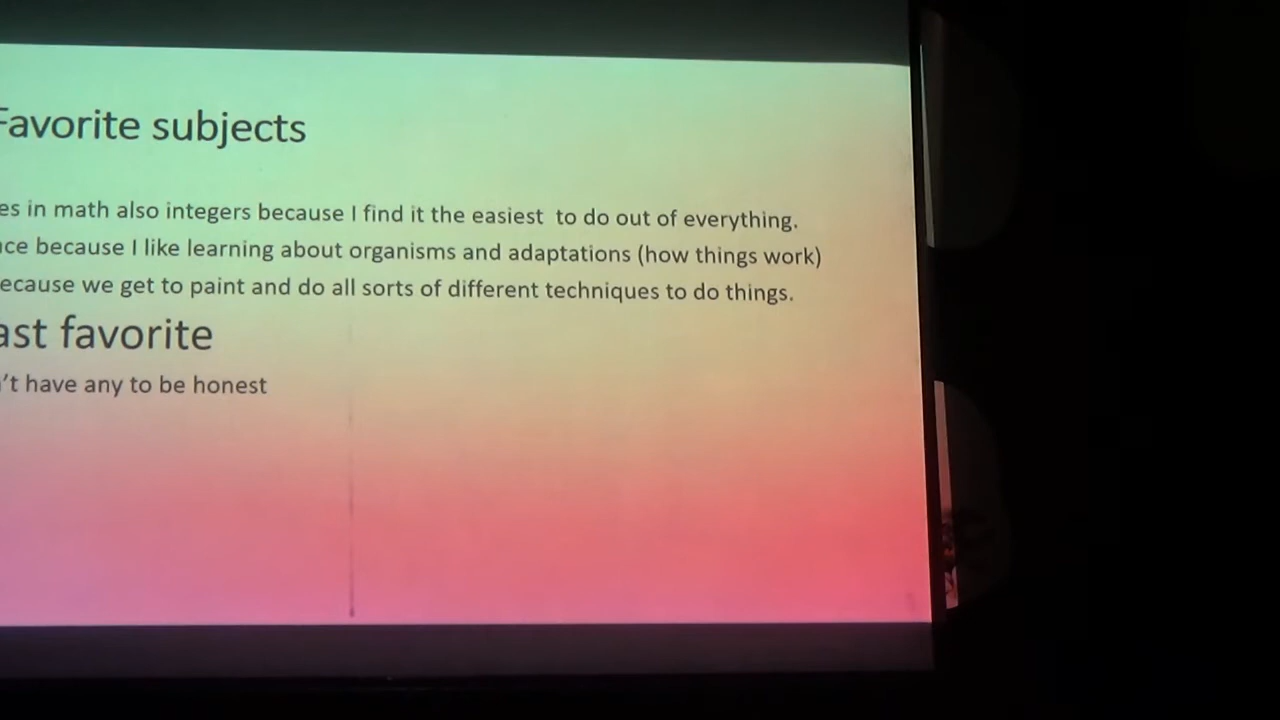 Favorite subjects
es in math also integers because I find it the easiest to do out of everything.
ce because I like learning about organisms and adaptations (how things work)
ecause we get to paint and do all sorts of different techniques to do things.
ast favorite
't have any to be honest